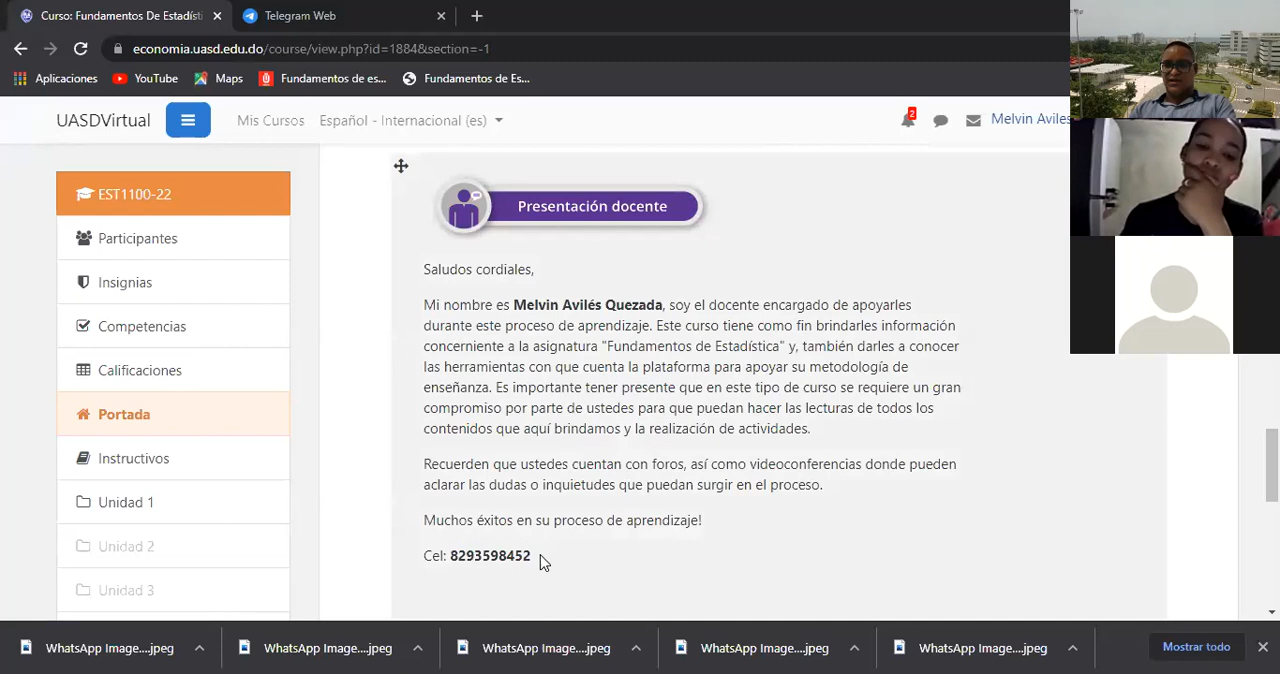 Curso: Fundamentos De Estadísti
Telegram Web
economia.uasd.edu.do/course/view.php?id=1884&section=-1
Aplicaciones YouTube Maps Fundamentos de es... Fundamentos de Es...
UASDVirtual Mis Cursos Español - Internacional (es) 2 Melvin Aviles
EST1100-22
Participantes
Insignias
Competencias
Calificaciones
Portada
Instructivos
Unidad 1
Unidad 2
Unidad 3
Presentación docente
Saludos cordiales,
Mi nombre es Melvin Avilés Quezada, soy el docente encargado de apoyarles
durante este proceso de aprendizaje. Este curso tiene como fin brindarles información
concerniente a la asignatura "Fundamentos de Estadística" y, también darles a conocer
las herramientas con que cuenta la plataforma para apoyar su metodología de
enseñanza. Es importante tener presente que en este tipo de curso se requiere un gran
compromiso por parte de ustedes para que puedan hacer las lecturas de todos los
contenidos que aquí brindamos y la realización de actividades.
Recuerden que ustedes cuentan con foros, así como videoconferencias donde pueden
aclarar las dudas o inquietudes que puedan surgir en el proceso.
Muchos éxitos en su proceso de aprendizaje!
Cel: 8293598452
WhatsApp Image....jpeg WhatsApp Image....jpeg WhatsApp Image....jpeg WhatsApp Image....jpeg WhatsApp Image....jpeg Mostrar todo